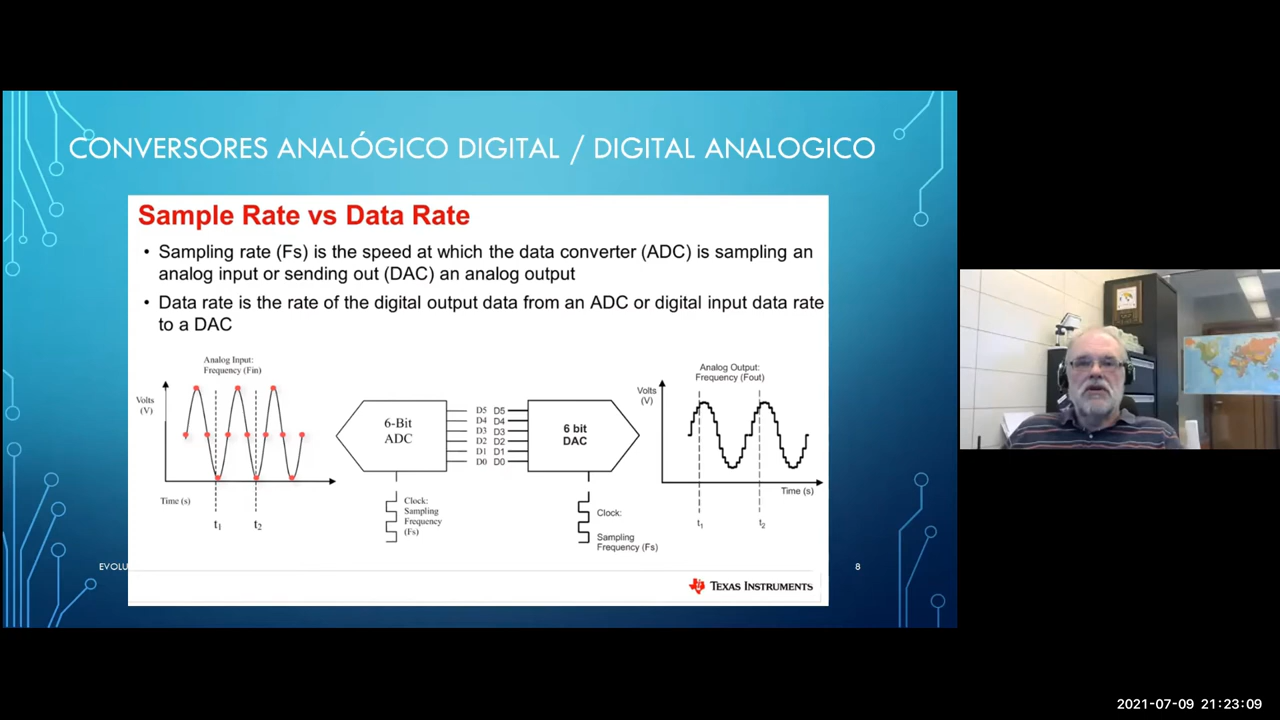 CONVERSORES ANALÓGICO DIGITAL / DIGITAL ANALOGICO
Sample Rate vs Data Rate
• Sampling rate (Fs) is the speed at which the data converter (ADC) is sampling an
analog input or sending out (DAC) an analog output
• Data rate is the rate of the digital output data from an ADC or digital input data rate
to a DAC
Analog Input:
Frequency (Fin)
Volts
(V)
Time (s)
t1
t2
6-Bit
ADC
D5 D5
D4 D4
D3 D3
D2 D2
D1 D1
D0 D0
Clock:
Sampling
Frequency
(Fs)
6 bit
DAC
Clock:
Sampling
Frequency (Fs)
Analog Output:
Frequency (Fout)
Volts
(V)
Time (s)
t1
t2
EVOLU
8
TEXAS INSTRUMENTS
2021-07-09 21:23:09